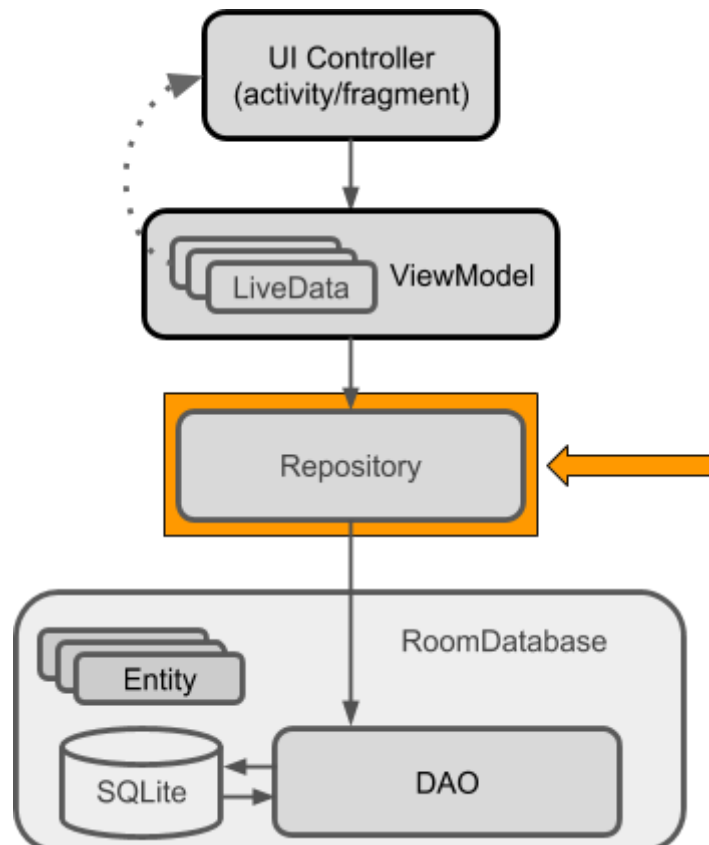 UI Controller
(activity/fragment)
LiveData
ViewModel
Repository
RoomDatabase
Entity
SQLite
DAO